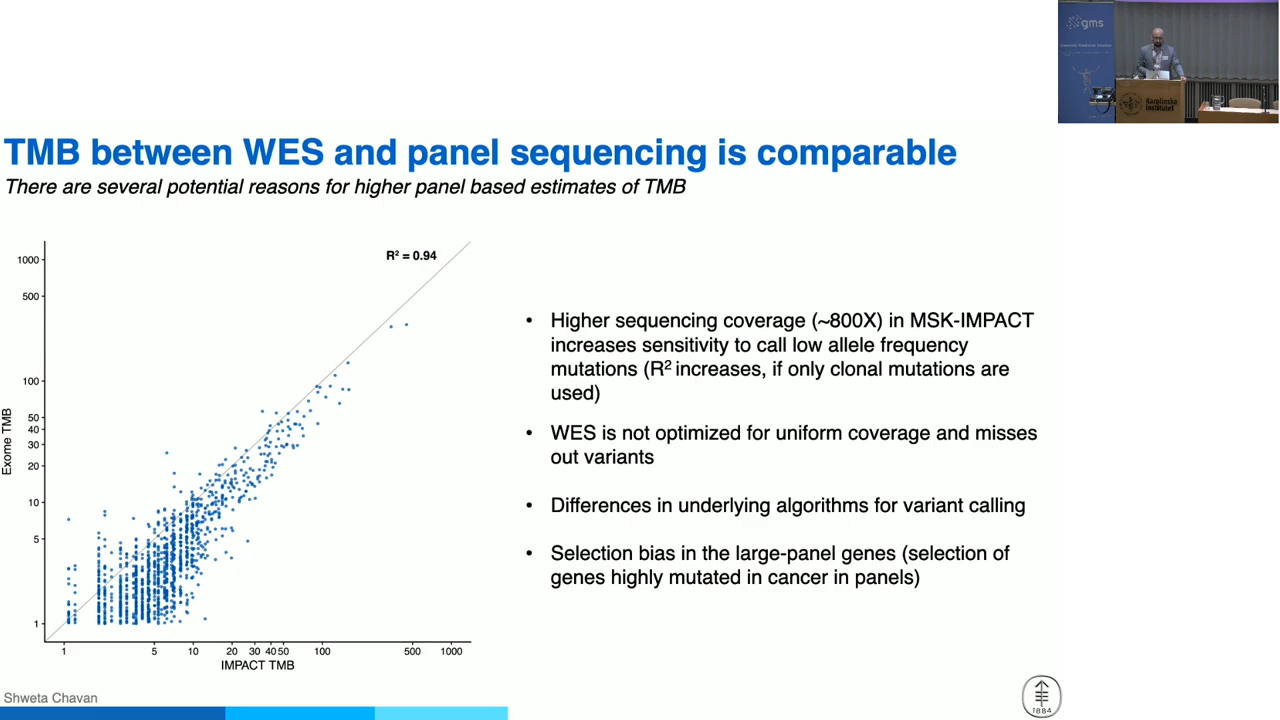 gms
Karolinska
Institutet
TMB between WES and panel sequencing is comparable
There are several potential reasons for higher panel based estimates of TMB
R² = 0.94
1000
500
100
50
40
30
20
10
5
1
Exome TMB
1
5
10
20
30
40
50
100
500
1000
IMPACT TMB
• Higher sequencing coverage (~800X) in MSK-IMPACT
increases sensitivity to call low allele frequency
mutations (R² increases, if only clonal mutations are
used)
• WES is not optimized for uniform coverage and misses
out variants
• Differences in underlying algorithms for variant calling
• Selection bias in the large-panel genes (selection of
genes highly mutated in cancer in panels)
Shweta Chavan
1884